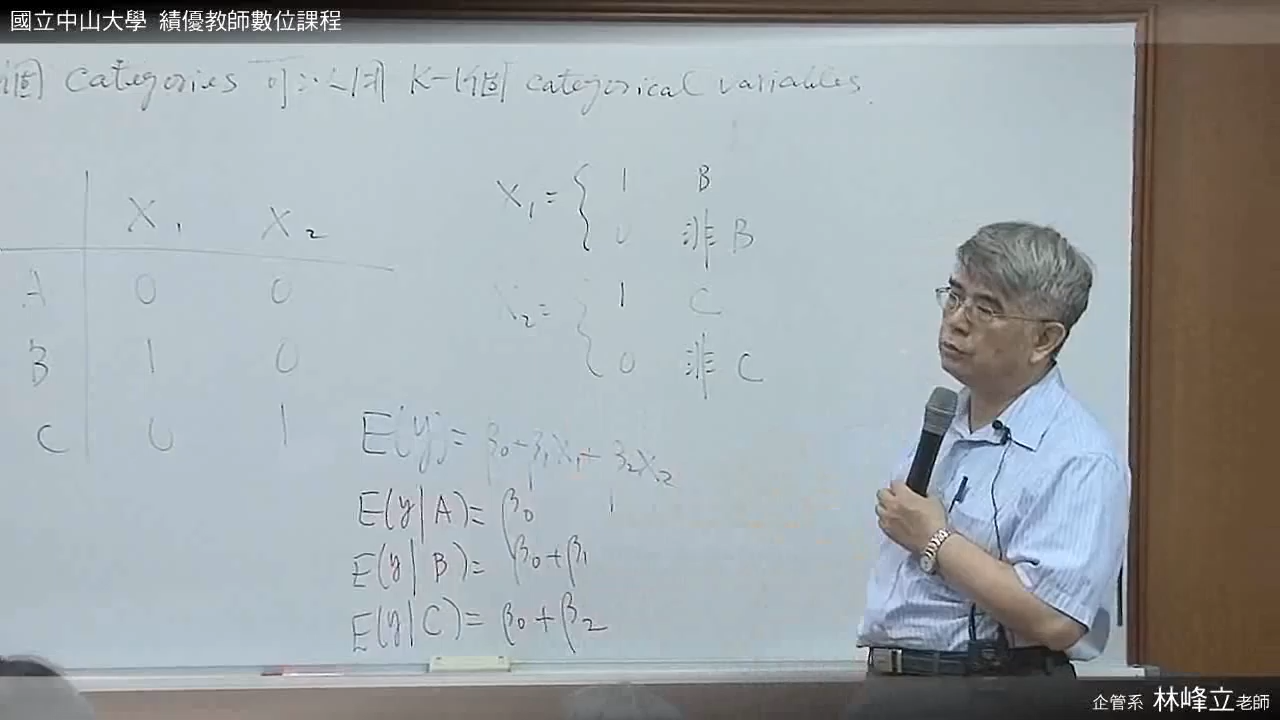 國立中山大學 績優教師數位課程
個 categories 可以用 K-1個 categorical variables.
X₁ X₂
A 0 0
B 1 0
C 0 1
X₁ = { 1 B
0 非 B
X₂ = { 1 C
0 非 C
E(y) = β₀+β₁X₁+ β₂X₂
E(y|A) = β₀
E(y|B) = β₀+β₁
E(y|C) = β₀+β₂
企管系 林峰立老師